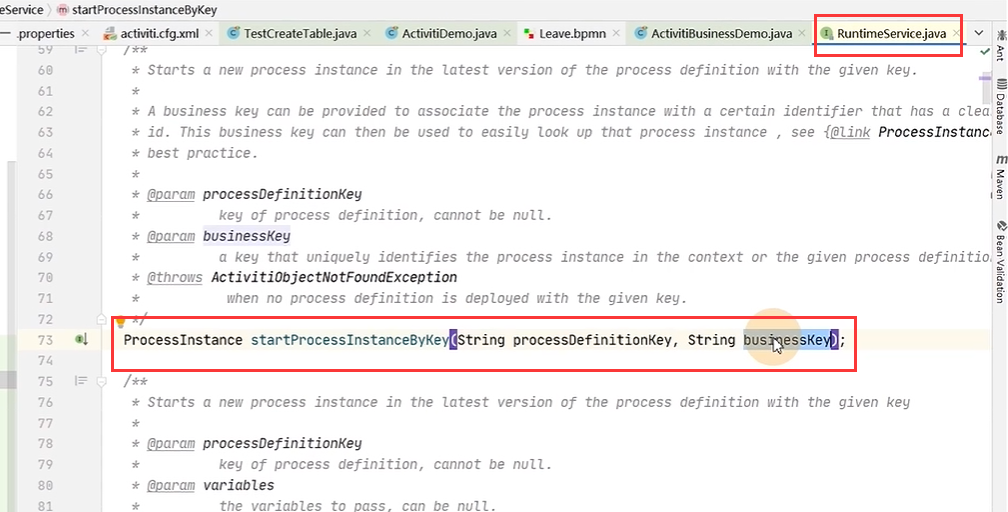 eService
startProcessInstanceByKey
.properties
activiti.cfg.xml
TestCreateTable.java
ActivitiDemo.java
Leave.bpmn
ActivitiBusinessDemo.java
RuntimeService.java
59 /**
60 * Starts a new process instance in the latest version of the process definition with the given key.
61 *
62 * A business key can be provided to associate the process instance with a certain identifier that has a clea
63 * id. This business key can then be used to easily look up that process instance , see {@link ProcessInstanc
64 * best practice.
65 *
66 * @param processDefinitionKey
67 * key of process definition, cannot be null.
68 * @param businessKey
69 * a key that uniquely identifies the process instance in the context or the given process definitio
70 * @throws ActivitiObjectNotFoundException
71 * when no process definition is deployed with the given key.
72 */
73 ProcessInstance startProcessInstanceByKey(String processDefinitionKey, String businessKey);
74
75 /**
76 * Starts a new process instance in the latest version of the process definition with the given key
77 *
78 * @param processDefinitionKey
79 * key of process definition, cannot be null.
80 * @param variables
81 * the variables to pass, can be null.
Ant
Database
m Maven
Bean Validation